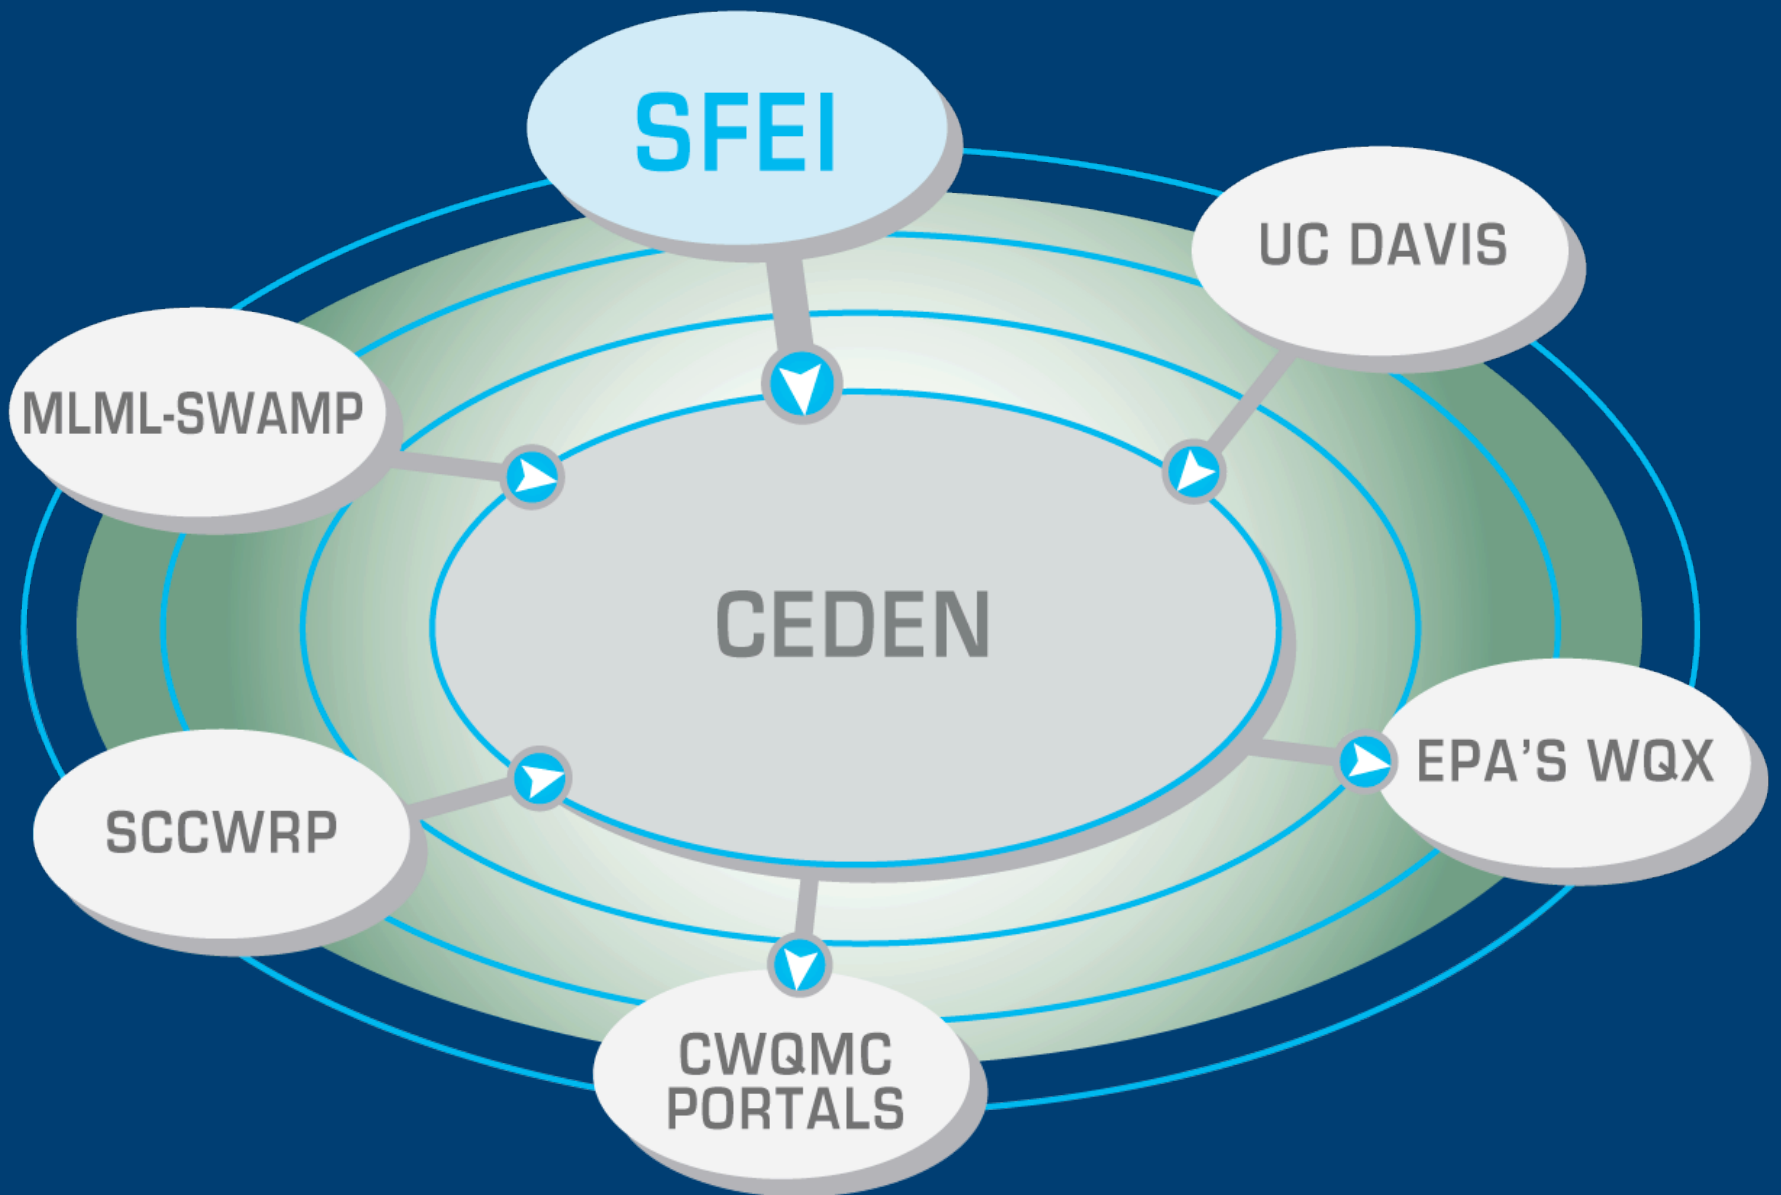 SFEI
UC DAVIS
MLML-SWAMP
CEDEN
EPA'S WQX
SCCWRP
CWQMC
PORTALS